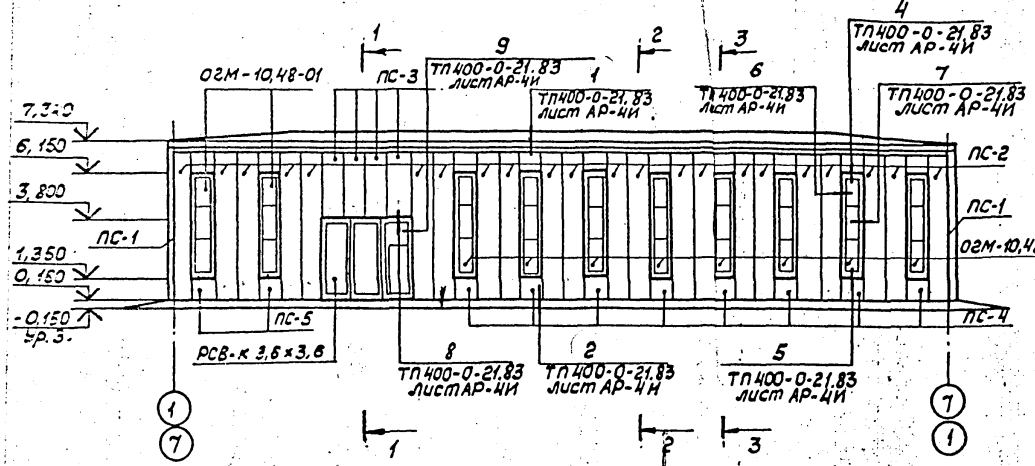 1
ОГМ-10,48-01
ПС-3
9
ТП400-0-21.83
ЛИСТ АР-4И
1
ТП400-0-21.83
ЛИСТ АР-4И
2
3
6
ТП400-0-21.83
ЛИСТ АР-4И
4
ТП400-0-21.83
ЛИСТ АР-4И
7
ТП400-0-21.83
ЛИСТ АР-4И
6,150
3,800
1,350
0,150
-0,150
УР.З.
ПС-1
ПС-2
ПС-1
ОГМ-10,4
ПС-5
ПС-4
РСВ-К 3,6×3,6
8
ТП400-0-21.83
ЛИСТ АР-4И
2
ТП400-0-21.83
ЛИСТ АР-4И
5
ТП400-0-21.83
ЛИСТ АР-4И
1
7
1
2
3
7
1